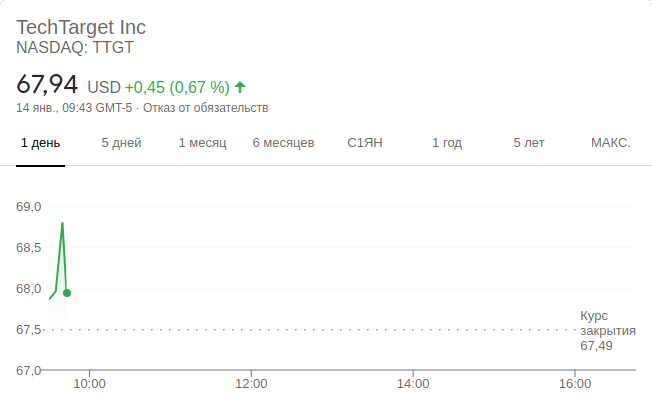 TechTarget Inc
NASDAQ: TTGT
67,94 USD +0,45 (0,67 %)
14 янв., 09:43 GMT-5 · Отказ от обязательств
1 день 5 дней 1 месяц 6 месяцев С1ЯН 1 год 5 лет МАКС.
69,0
68,5
68,0
67,5
67,0
Курс
закрытия
67,49
10:00 12:00 14:00 16:00